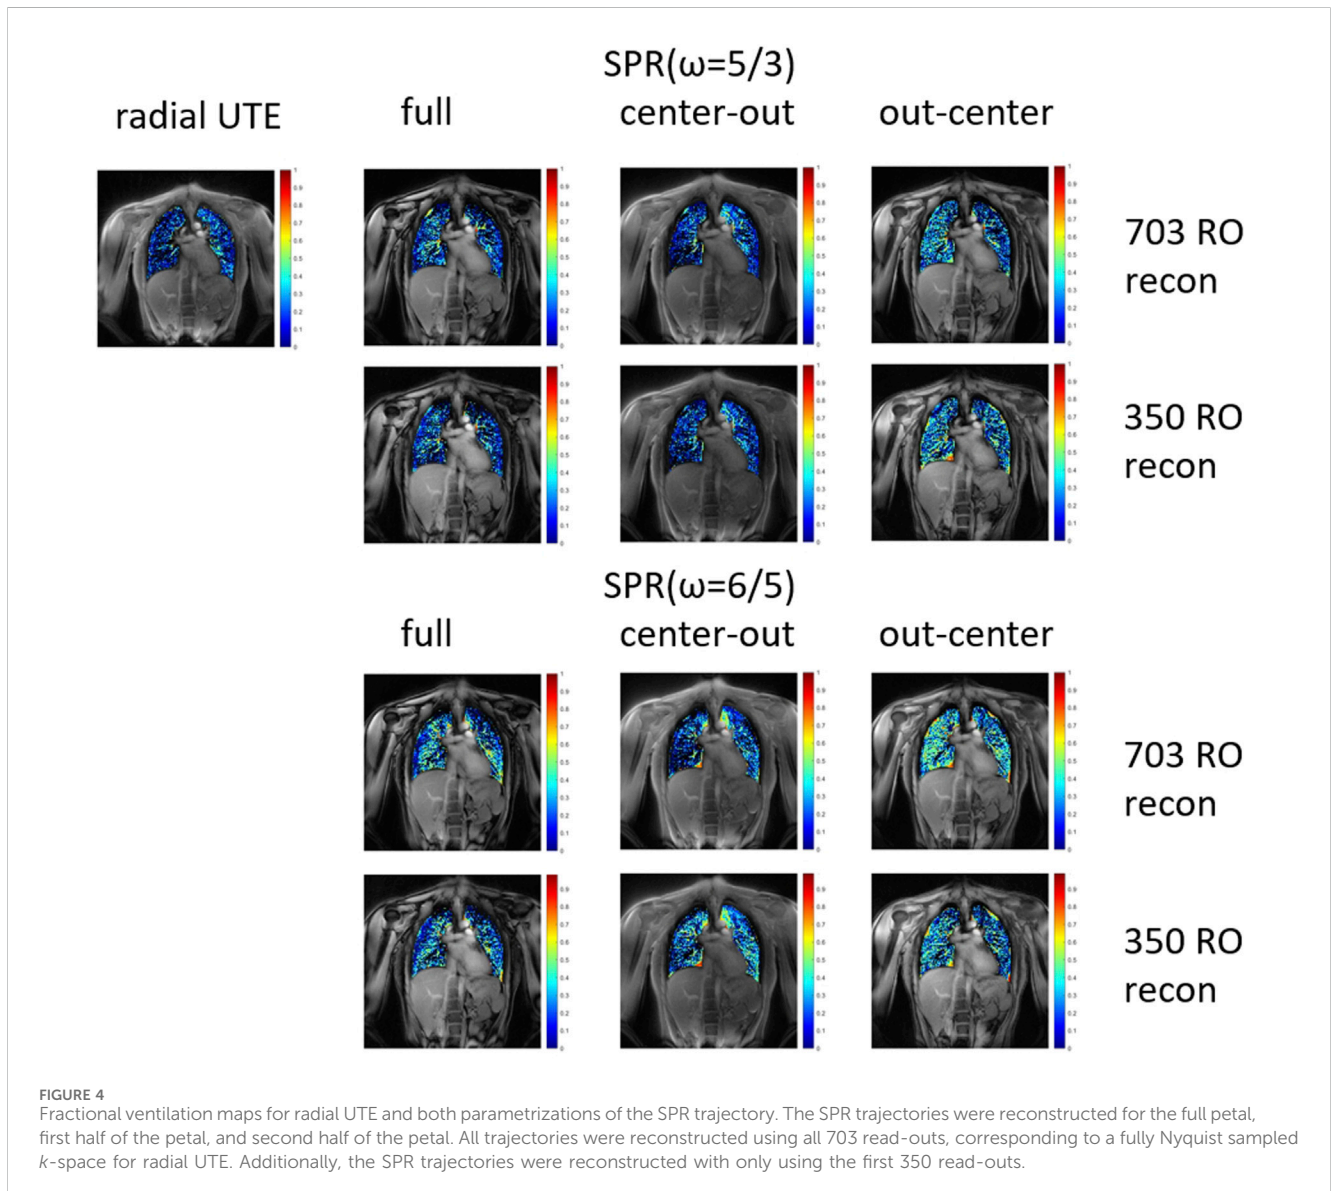 SPR(ω=5/3)
radial UTE full center-out out-center
703 RO
recon
350 RO
recon
SPR(ω=6/5)
full center-out out-center
703 RO
recon
350 RO
recon
FIGURE 4
Fractional ventilation maps for radial UTE and both parametrizations of the SPR trajectory. The SPR trajectories were reconstructed for the full petal,
first half of the petal, and second half of the petal. All trajectories were reconstructed using all 703 read-outs, corresponding to a fully Nyquist sampled
k-space for radial UTE. Additionally, the SPR trajectories were reconstructed with only using the first 350 read-outs.